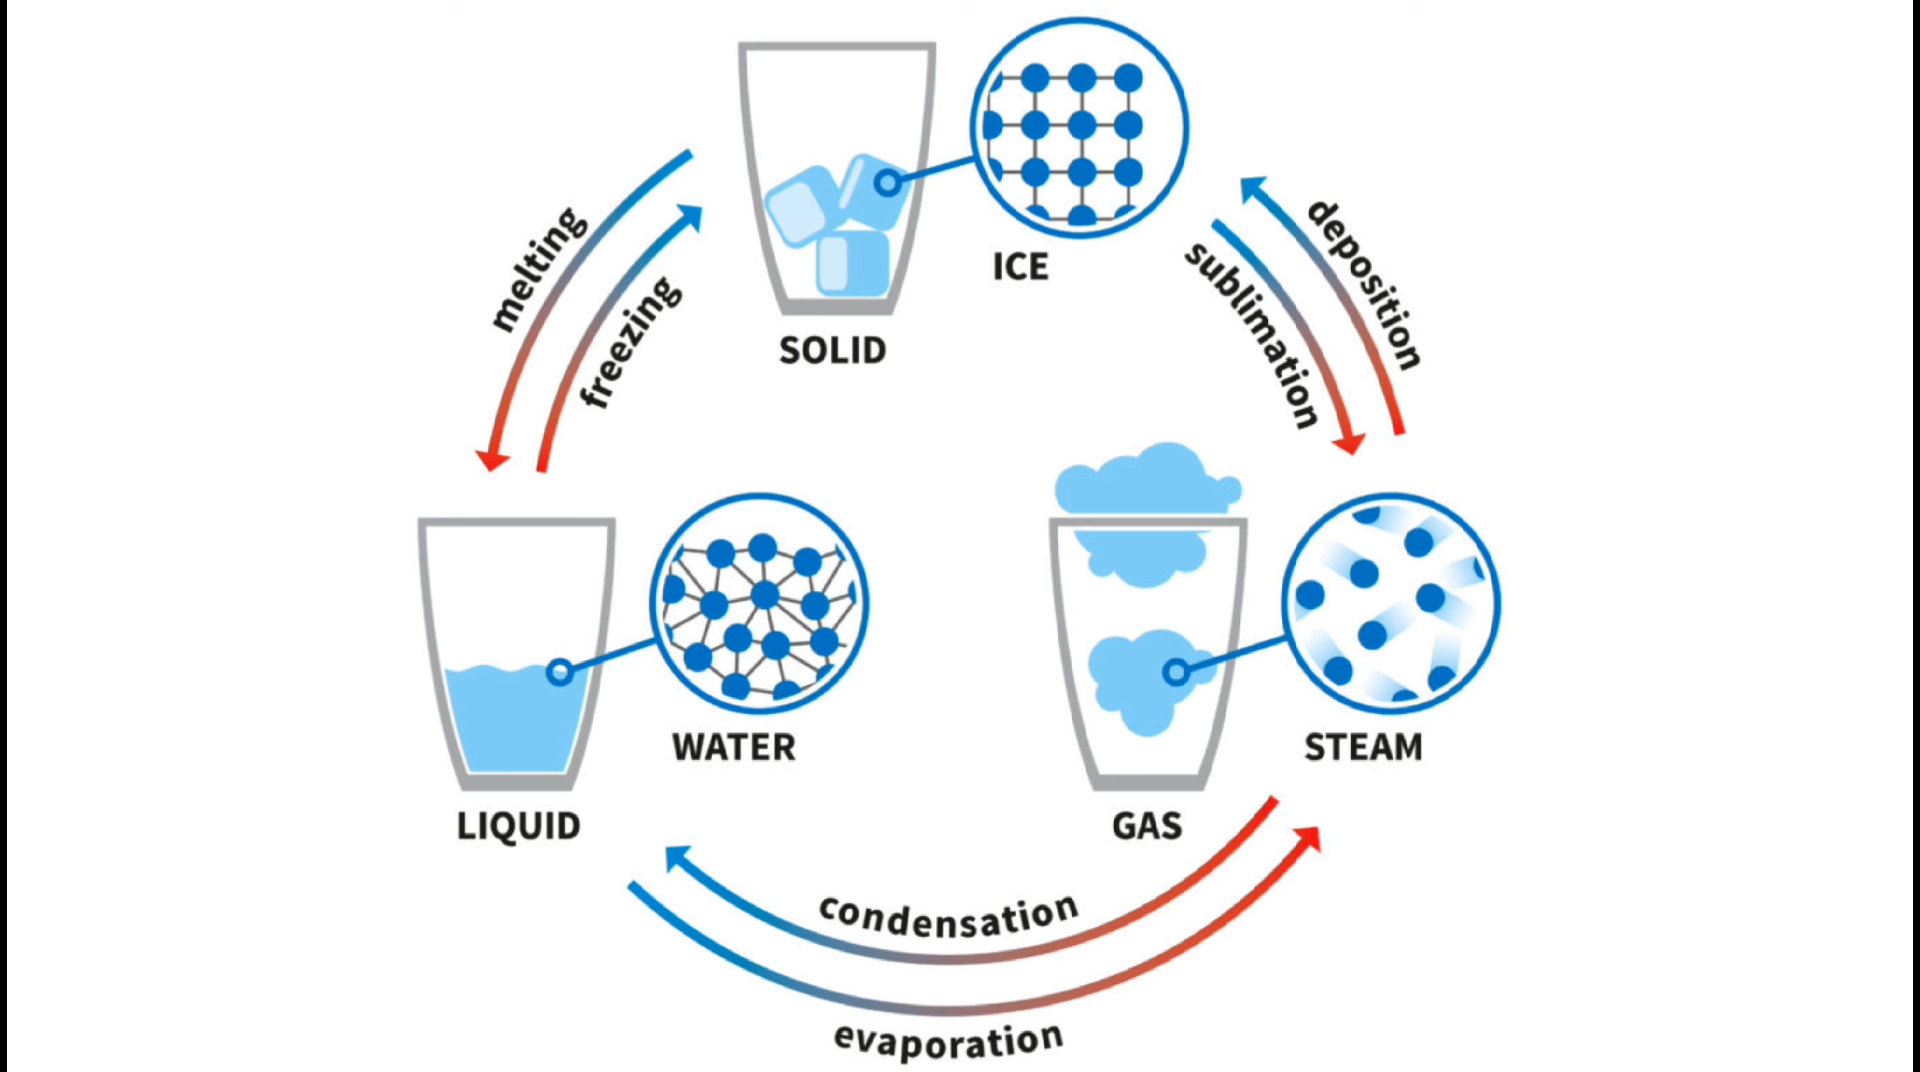 ICE
SOLID
melting
freezing
deposition
sublimation
WATER
LIQUID
STEAM
GAS
condensation
evaporation